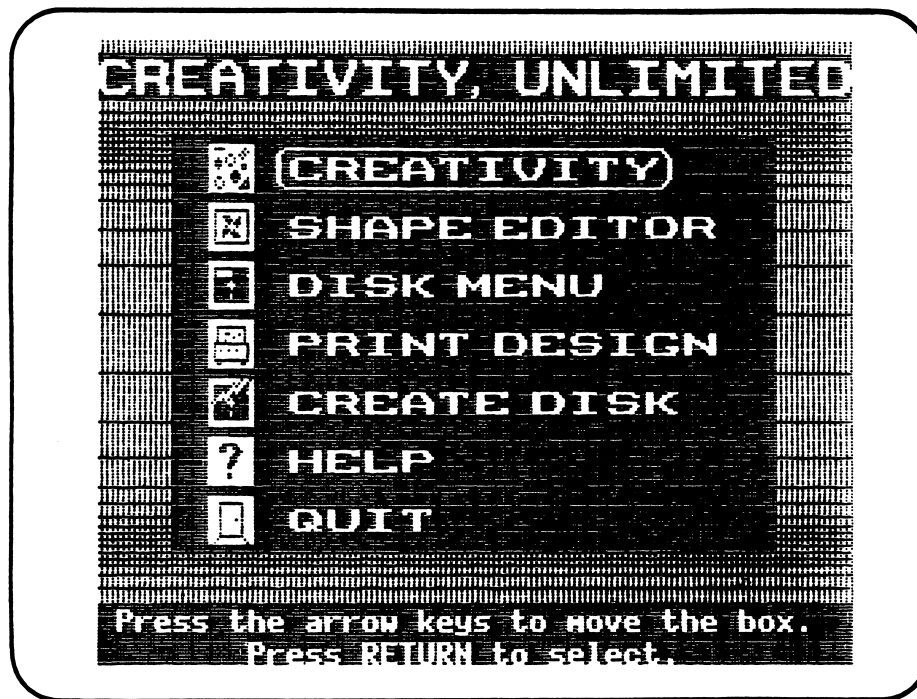 CREATIVITY, UNLIMITED
CREATIVITY
SHAPE EDITOR
DISK MENU
PRINT DESIGN
CREATE DISK
? HELP
QUIT
Press the arrow keys to move the box.
Press RETURN to select.